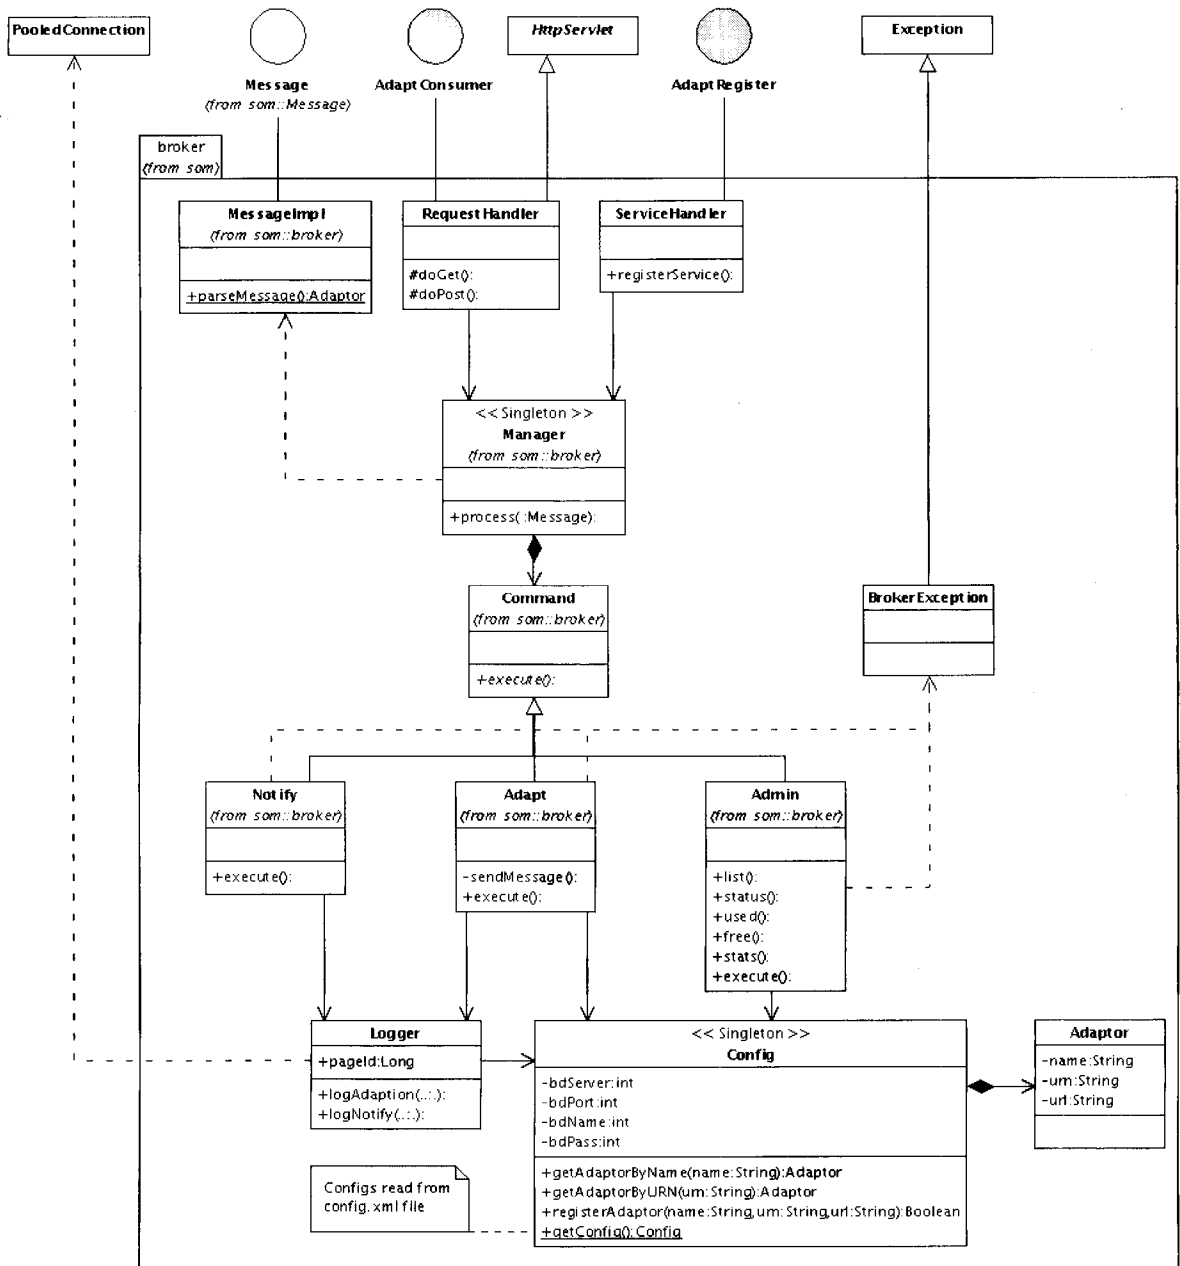 PooledConnection
Message
(from som::Message)
AdaptConsumer
HttpServlet
AdaptRegister
Exception
broker
(from som)
MessageImpl
(from som::broker)
+parseMessage():Adaptor
RequestHandler
#doGet():
#doPost():
ServiceHandler
+registerService():
<< Singleton >>
Manager
(from som::broker)
+process( :Message):
Command
(from som::broker)
+execute():
BrokerException
Notify
(from som::broker)
+execute():
Adapt
(from som::broker)
-sendMessage():
+execute():
Admin
(from som::broker)
+list():
+status():
+used():
+free():
+stats():
+execute():
Logger
+pageId:Long
+logAdaption(..:.):
+logNotify(..:.):
<< Singleton >>
Config
-bdServer:int
-bdPort:int
-bdName:int
-bdPass:int
+getAdaptorByName(name:String):Adaptor
+getAdaptorByURN(urn:String):Adaptor
+registerAdaptor(name:String,urn:String,url:String):Boolean
+getConfig():Config
Adaptor
-name:String
-urn:String
-url:String
Configs read from
config.xml file